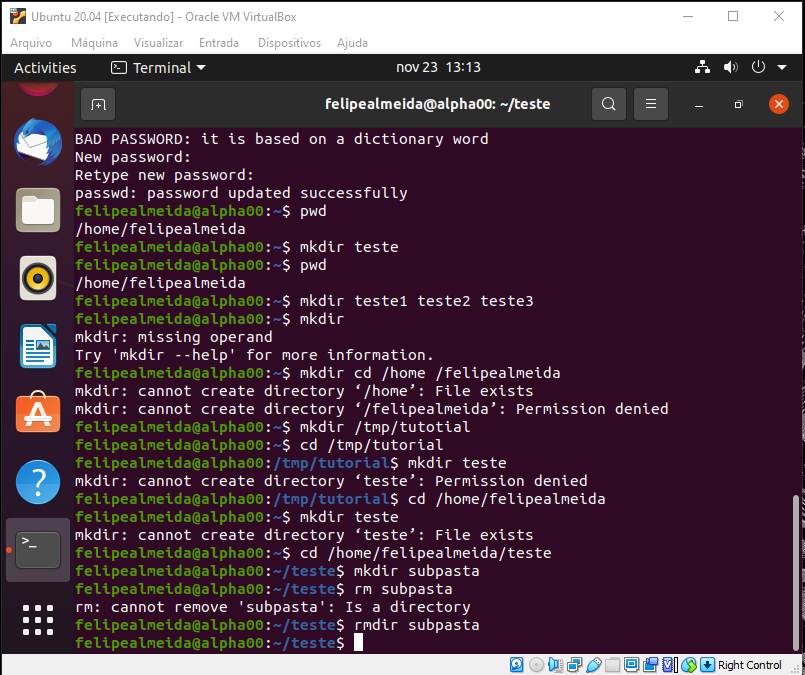 Ubuntu 20.04 [Executando] - Oracle VM VirtualBox
Arquivo Máquina Visualizar Entrada Dispositivos Ajuda
Activities Terminal nov 23 13:13
felipealmeida@alpha00: ~/teste
BAD PASSWORD: it is based on a dictionary word
New password:
Retype new password:
passwd: password updated successfully
felipealmeida@alpha00:~$ pwd
/home/felipealmeida
felipealmeida@alpha00:~$ mkdir teste
felipealmeida@alpha00:~$ pwd
/home/felipealmeida
felipealmeida@alpha00:~$ mkdir teste1 teste2 teste3
felipealmeida@alpha00:~$ mkdir
mkdir: missing operand
Try 'mkdir --help' for more information.
felipealmeida@alpha00:~$ mkdir cd /home /felipealmeida
mkdir: cannot create directory ‘/home’: File exists
mkdir: cannot create directory ‘/felipealmeida’: Permission denied
felipealmeida@alpha00:~$ mkdir /tmp/tutotial
felipealmeida@alpha00:~$ cd /tmp/tutorial
felipealmeida@alpha00:/tmp/tutorial$ mkdir teste
mkdir: cannot create directory ‘teste’: Permission denied
felipealmeida@alpha00:/tmp/tutorial$ cd /home/felipealmeida
felipealmeida@alpha00:~$ mkdir teste
mkdir: cannot create directory ‘teste’: File exists
felipealmeida@alpha00:~$ cd /home/felipealmeida/teste
felipealmeida@alpha00:~/teste$ mkdir subpasta
felipealmeida@alpha00:~/teste$ rm subpasta
rm: cannot remove 'subpasta': Is a directory
felipealmeida@alpha00:~/teste$ rmdir subpasta
felipealmeida@alpha00:~/teste$
Right Control